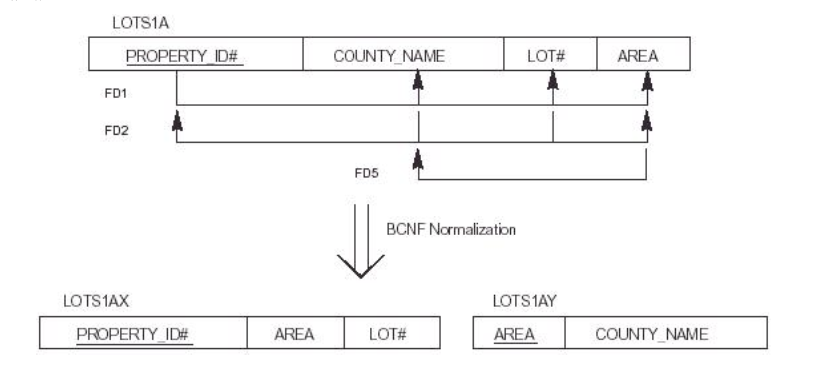 LOTS1A
PROPERTY_ID# COUNTY_NAME LOT# AREA
FD1
FD2
FD5
BCNF Normalization
LOTS1AX LOTS1AY
PROPERTY_ID# AREA LOT# AREA COUNTY_NAME